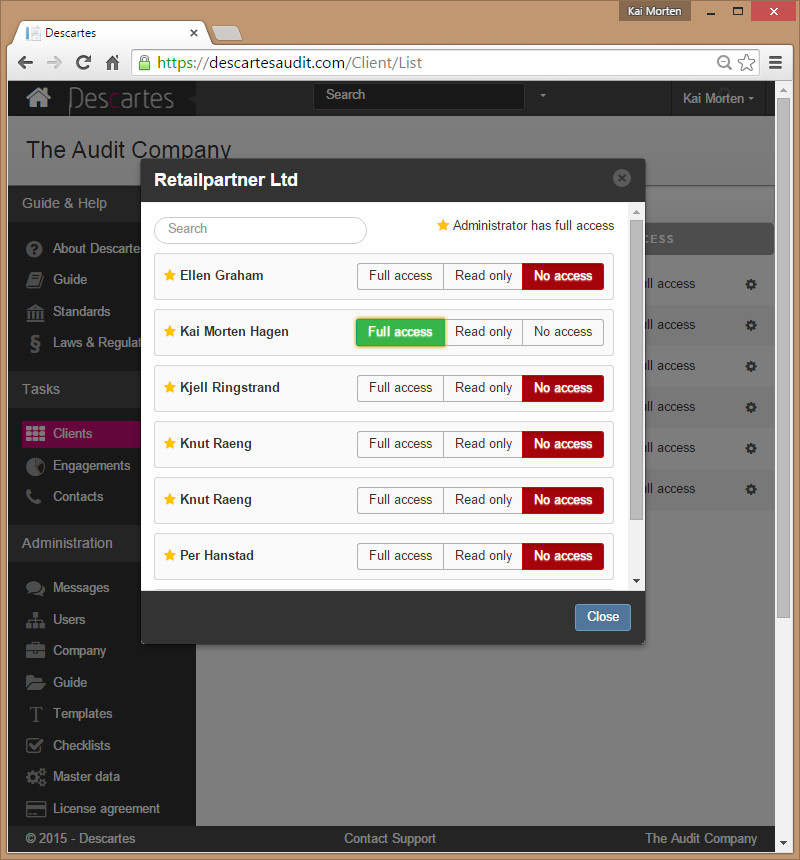 Kai Morten
Descartes
https://descartesaudit.com/Client/List
Descartes
Search
Kai Morten
The Audit Company
Retailpartner Ltd
Search
Administrator has full access
Ellen Graham Full access Read only No access
Kai Morten Hagen Full access Read only No access
Kjell Ringstrand Full access Read only No access
Knut Raeng Full access Read only No access
Knut Raeng Full access Read only No access
Per Hanstad Full access Read only No access
Close
Guide & Help
About Descarte
Guide
Standards
§ Laws & Regulat
Tasks
Clients
Engagements
Contacts
Administration
Messages
Users
Company
Guide
Templates
Checklists
Master data
License agreement
CESS
ll access
ll access
ll access
ll access
ll access
ll access
© 2015 - Descartes
Contact Support
The Audit Company